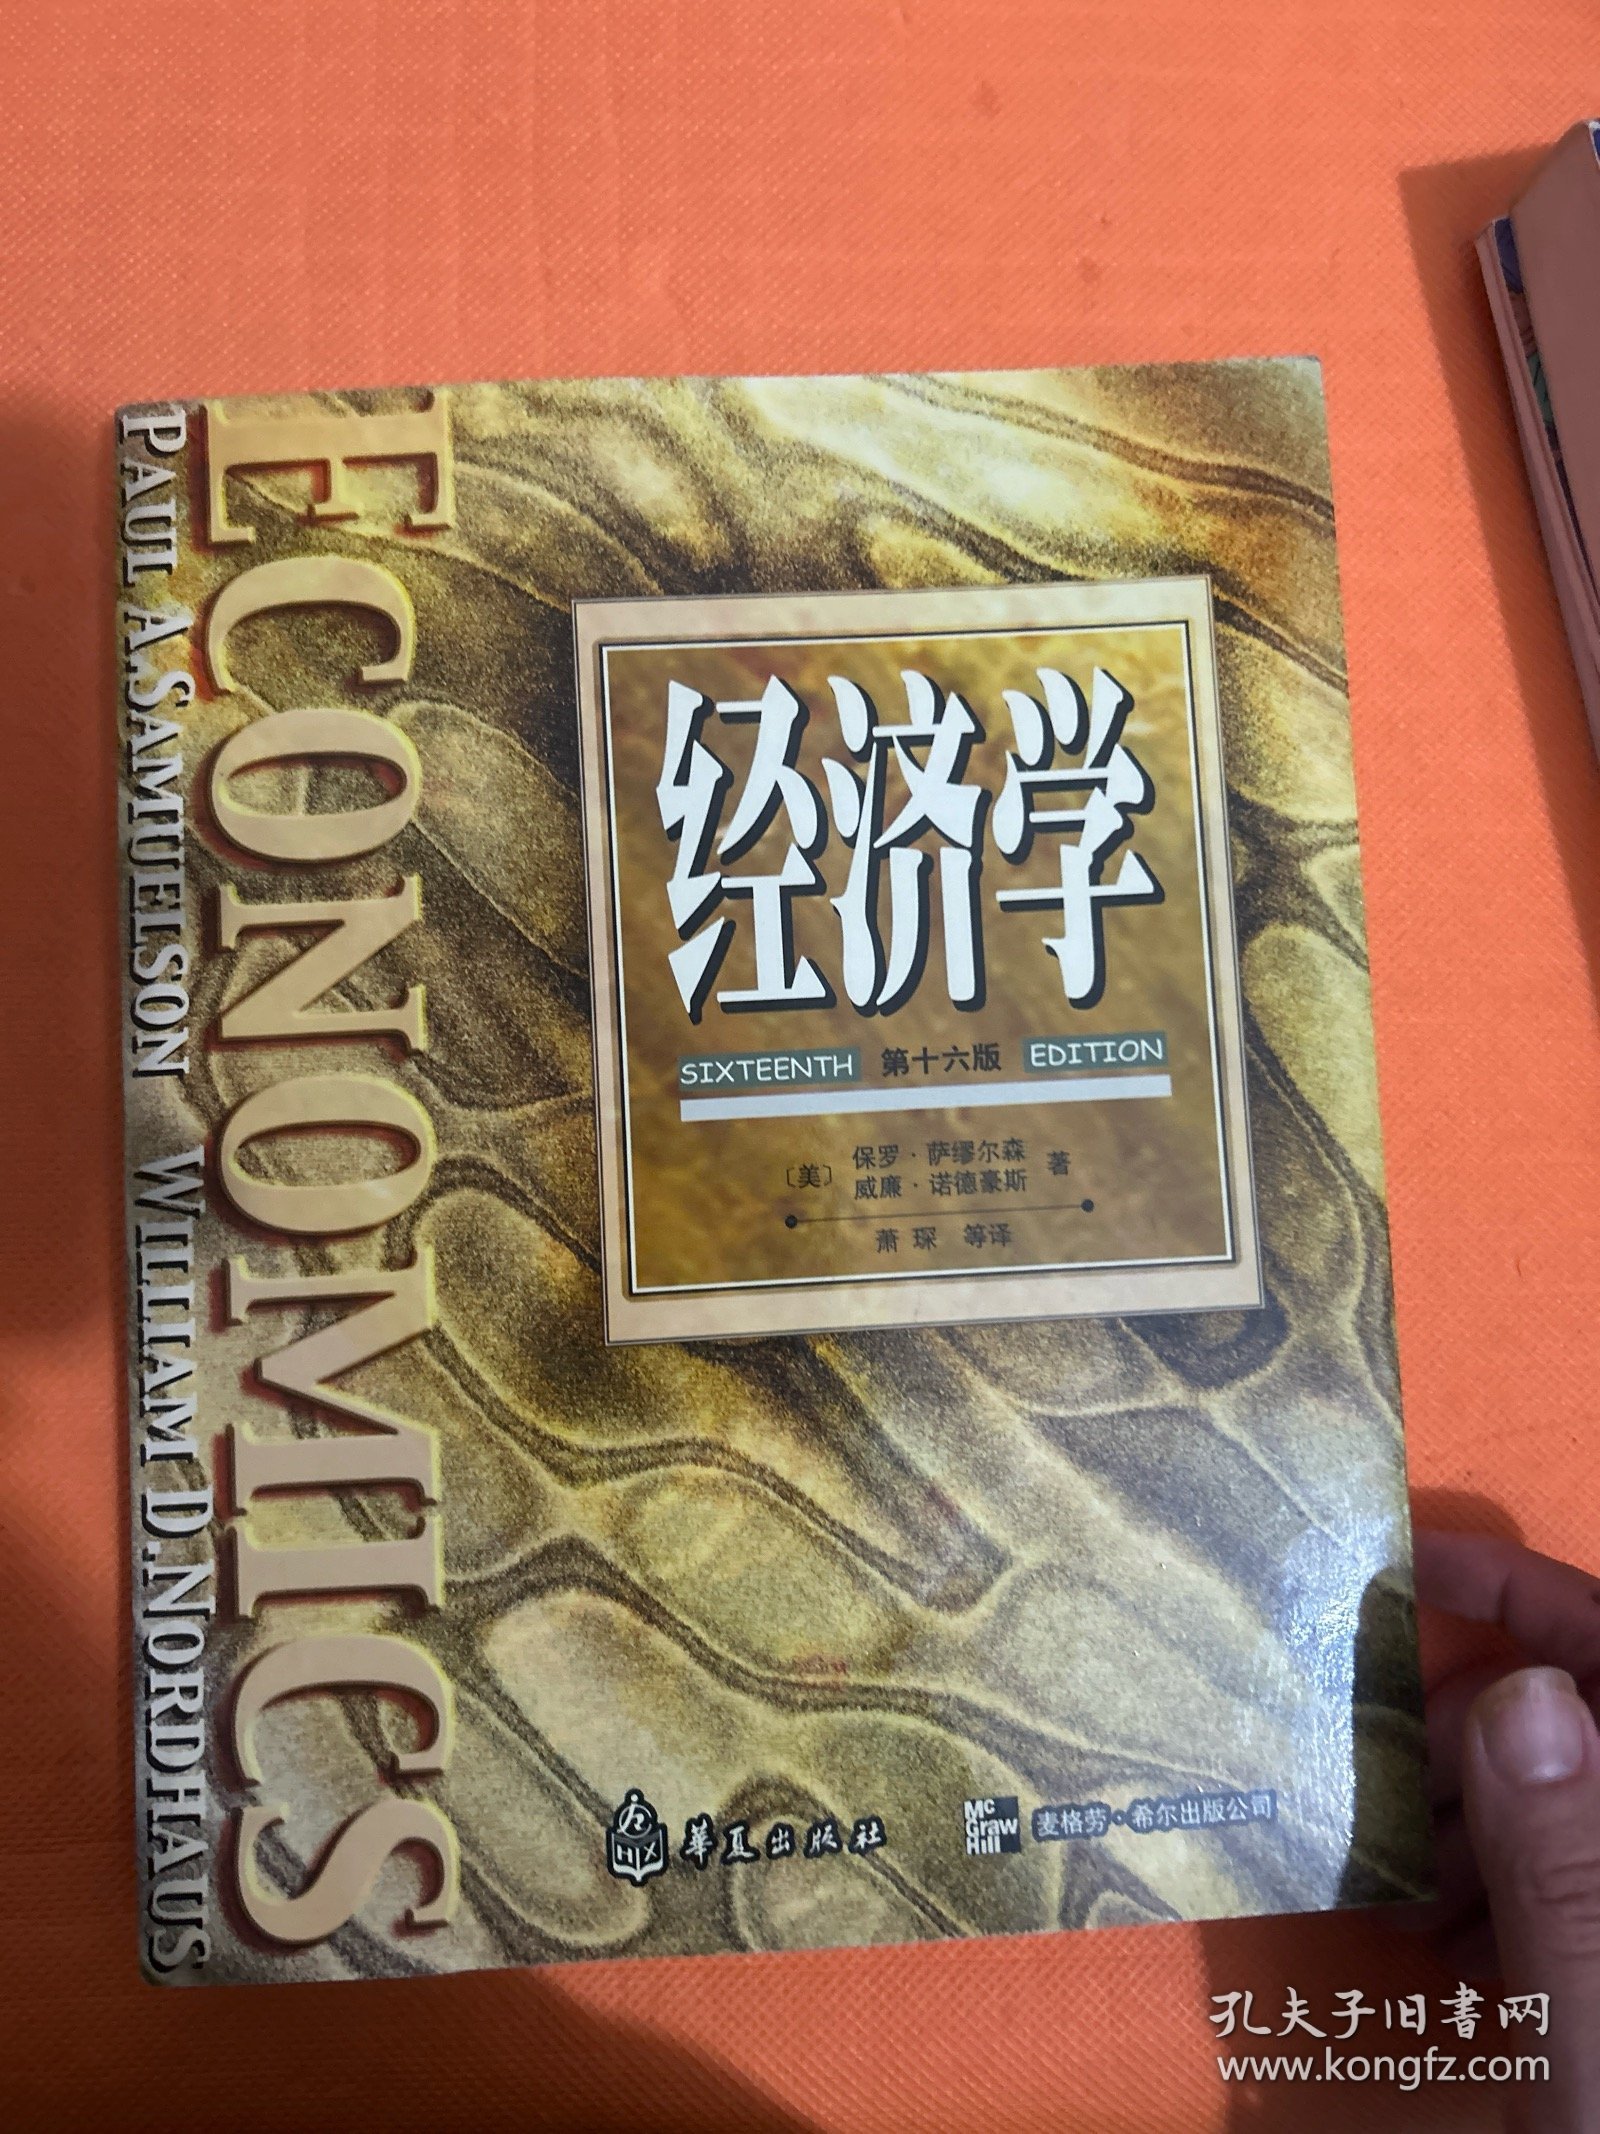 ECONOMICS
PAUL A.SAMUELSON WILLIAM D.NORDHAUS
经济学
SIXTEENTH 第十六版 EDITION
〔美〕 保罗·萨缪尔森 著
威廉·诺德豪斯
萧琛 等译
HX 华夏出版社
Mc
Graw
Hill
麦格劳·希尔出版公司
孔夫子旧书网
www.kongfz.com